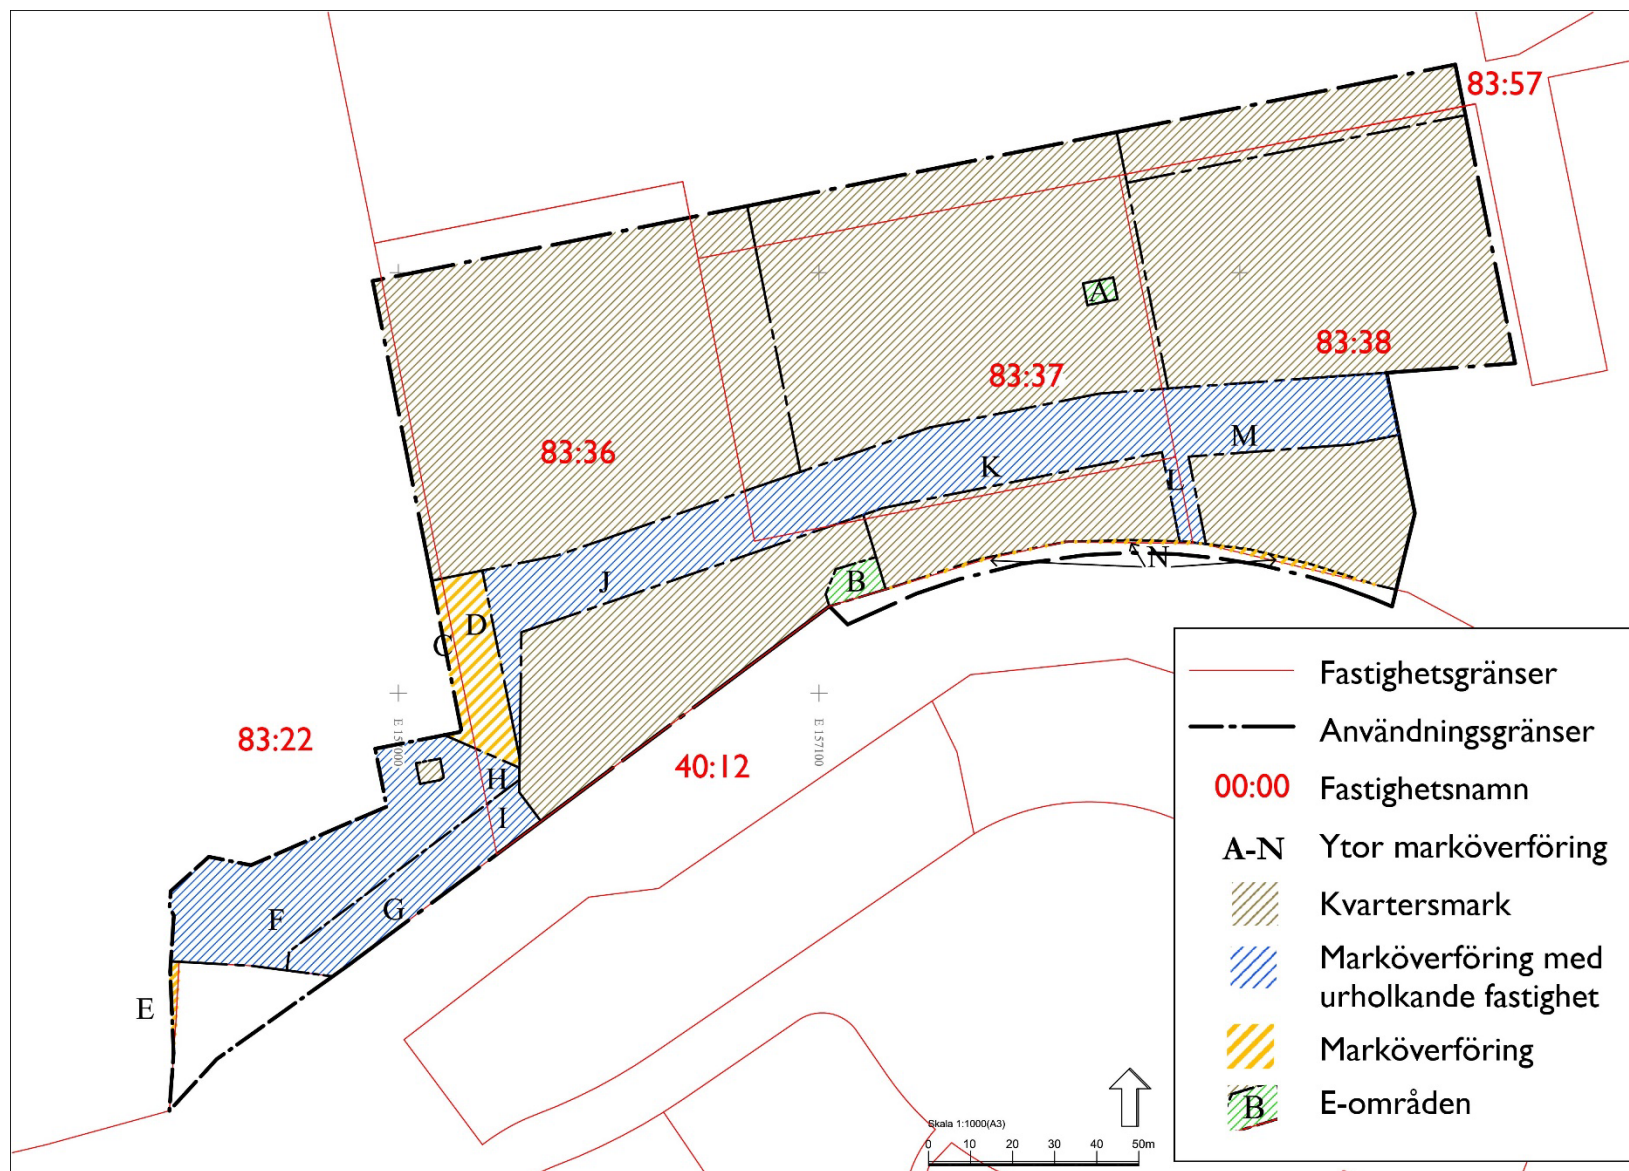 83:57
A
83:38
83:37
83:36
M
K
L
N
J
B
D
C
E 157100
83:22
40:12
H
I
F
G
E
Fastighetsgränser
Användningsgränser
00:00 Fastighetsnamn
A-N Ytor marköverföring
Kvartersmark
Marköverföring med
urholkande fastighet
Marköverföring
B E-områden
Skala 1:1000(A3)
0 10 20 30 40 50m